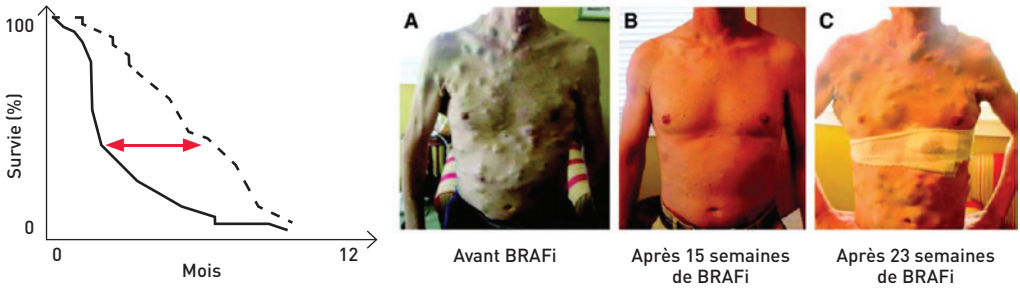 100
Survie (%)
0
0
12
Mois
A
B
C
Avant BRAFi
Après 15 semaines
de BRAFi
Après 23 semaines
de BRAFi